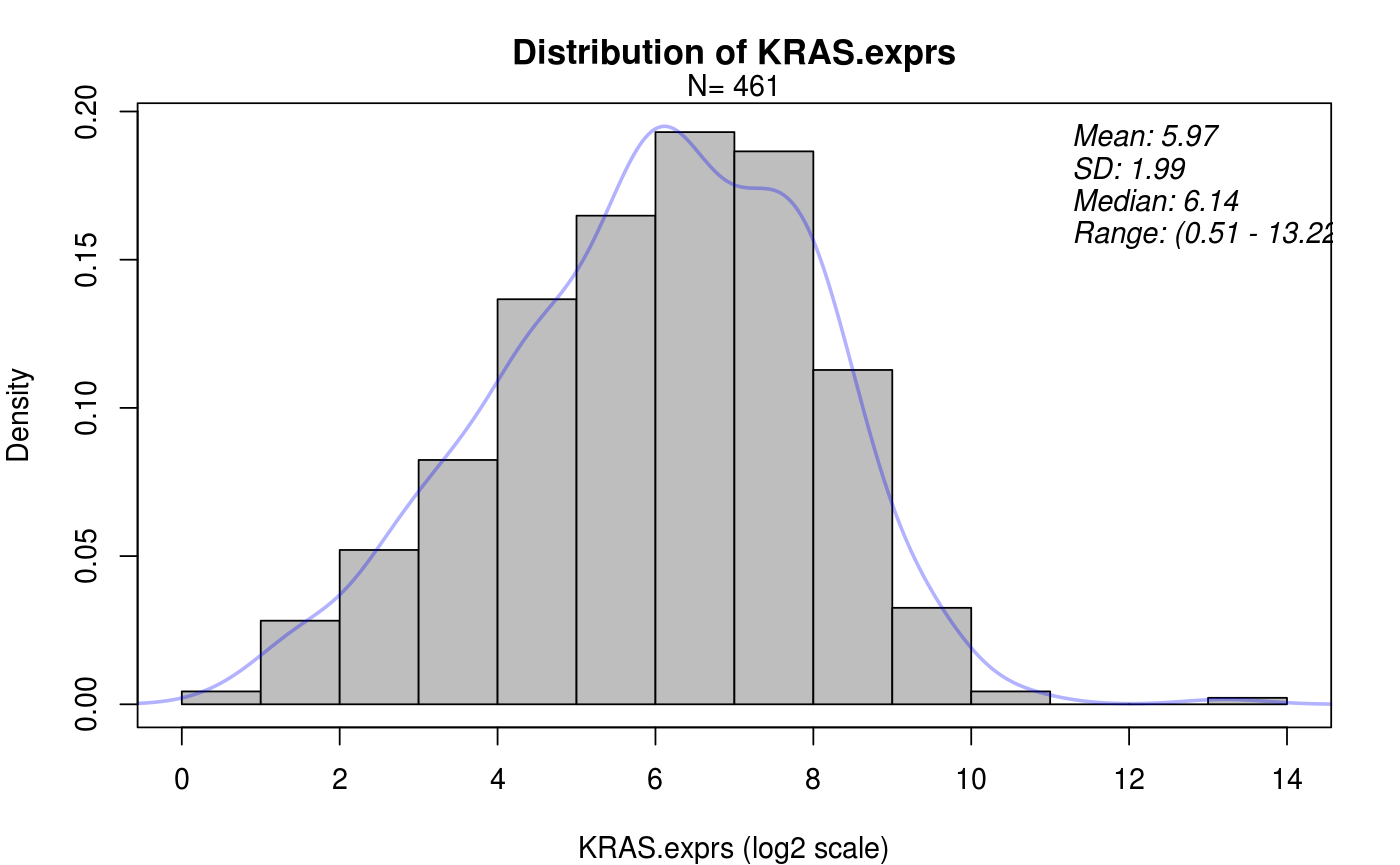 Distribution of KRAS.exprs
N= 461
Mean: 5.97
SD: 1.99
Median: 6.14
Range: (0.51 - 13.22
Density
0.20
0.15
0.10
0.05
0.00
0 2 4 6 8 10 12 14
KRAS.exprs (log2 scale)